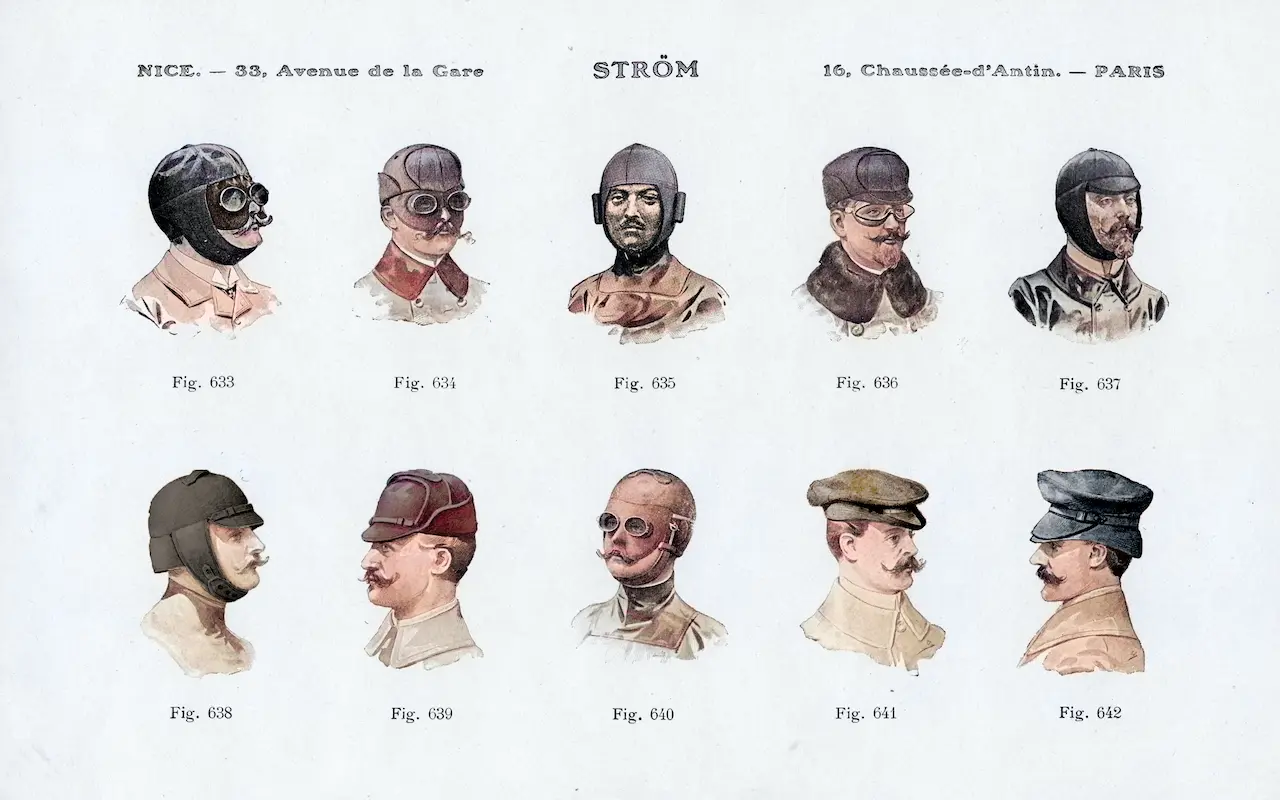 NICE. — 33, Avenue de la Gare
STRÖM
16, Chaussée-d'Antin. — PARIS
Fig. 633
Fig. 634
Fig. 635
Fig. 636
Fig. 637
Fig. 638
Fig. 639
Fig. 640
Fig. 641
Fig. 642